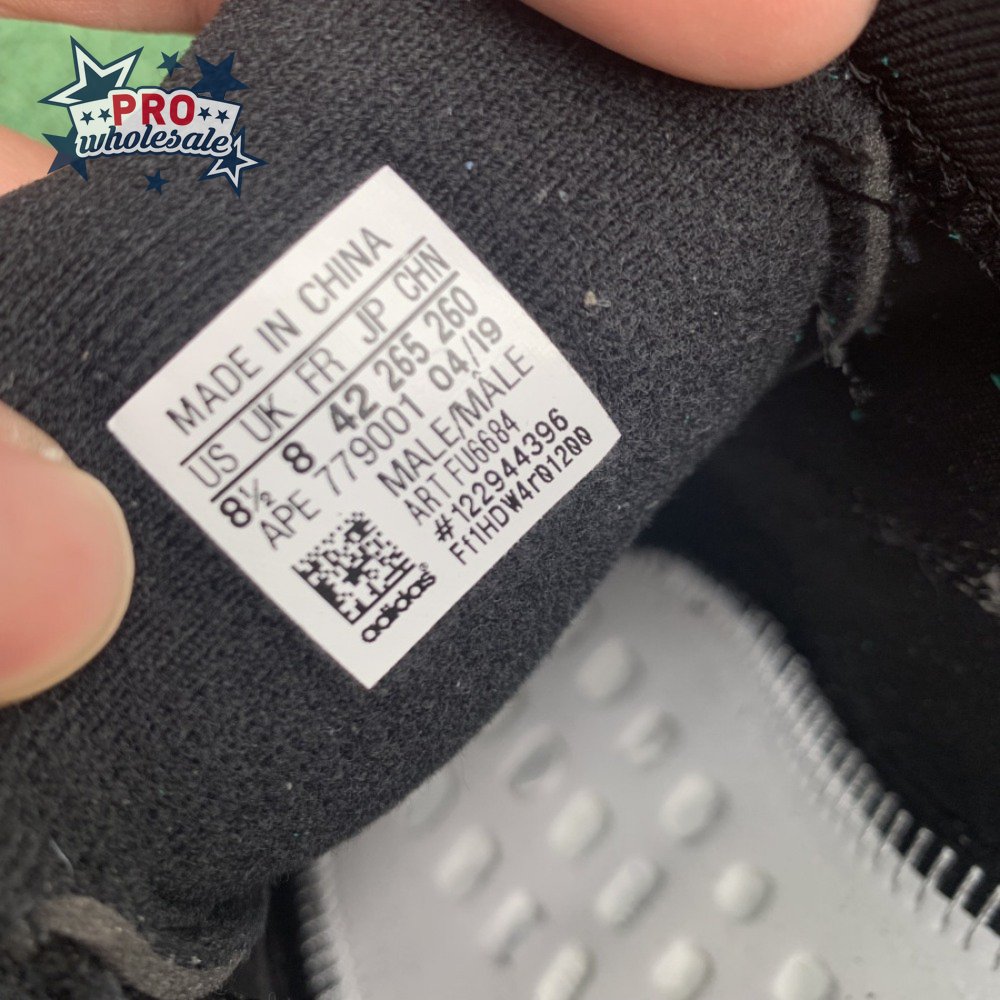 PRO
wholesale
MADE IN CHINA
US UK FR JP CHN
8½ 8 42 265 260
APE 779001 04/19
MALE/MÂLE
ART FU6684
#122944396
Ff1HDW4r01200
adidas®